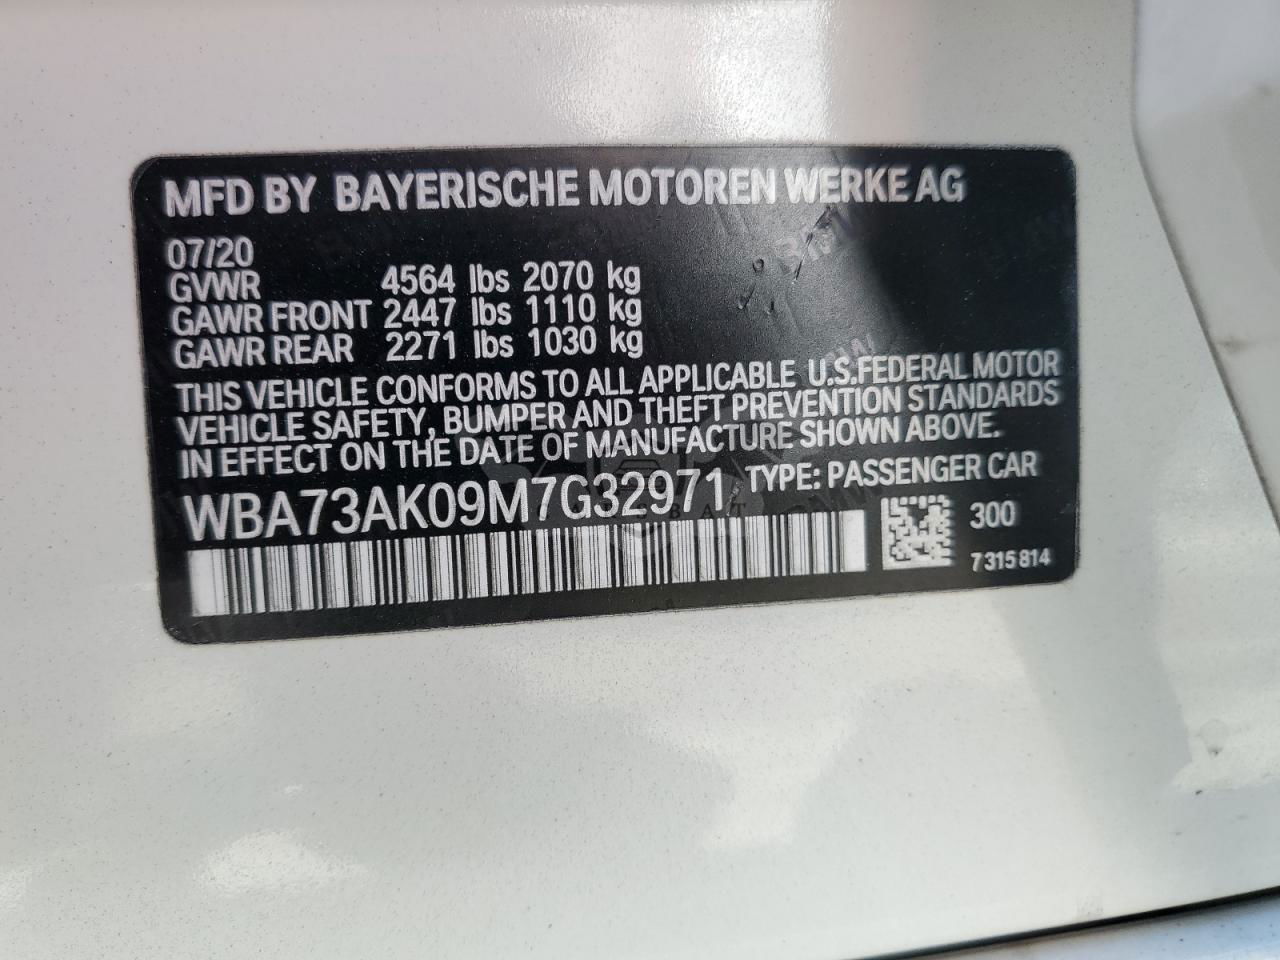 MFD BY BAYERISCHE MOTOREN WERKE AG
07/20
GVWR 4564 lbs 2070 kg
GAWR FRONT 2447 lbs 1110 kg
GAWR REAR 2271 lbs 1030 kg
THIS VEHICLE CONFORMS TO ALL APPLICABLE U.S.FEDERAL MOTOR
VEHICLE SAFETY, BUMPER AND THEFT PREVENTION STANDARDS
IN EFFECT ON THE DATE OF MANUFACTURE SHOWN ABOVE.
WBA73AK09M7G32971 TYPE: PASSENGER CAR
300
7 315 814